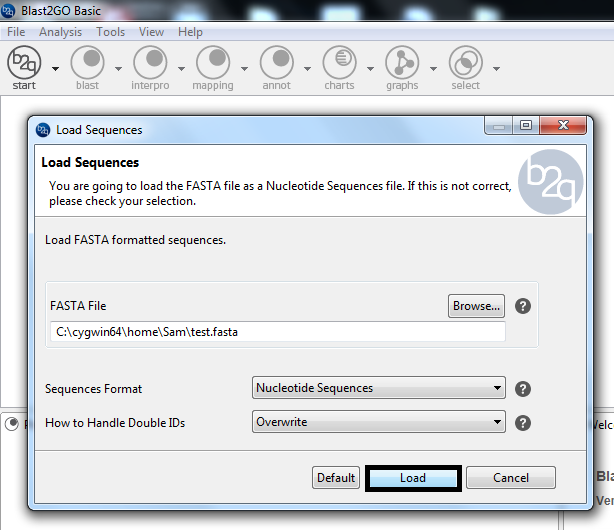 Blast2GO Basic
File Analysis Tools View Help
b2g
start blast interpro mapping annot charts graphs select
b2g Load Sequences
Load Sequences
You are going to load the FASTA file as a Nucleotide Sequences file. If this is not correct,
please check your selection.
b2g
Load FASTA formatted sequences.
FASTA File
Browse... ?
C:\cygwin64\home\Sam\test.fasta
Sequences Format Nucleotide Sequences ?
How to Handle Double IDs Overwrite ?
Default Load Cancel